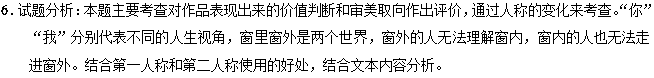 6.试题分析：本题主要考查对作品表现出来的价值判断和审美取向作出评价，通过人称的变化来考查。“你”
“我”分别代表不同的人生视角，窗里窗外是两个世界，窗外的人无法理解窗内，窗内的人也无法走
进窗外。结合第一人称和第二人称使用的好处，结合文本内容分析。